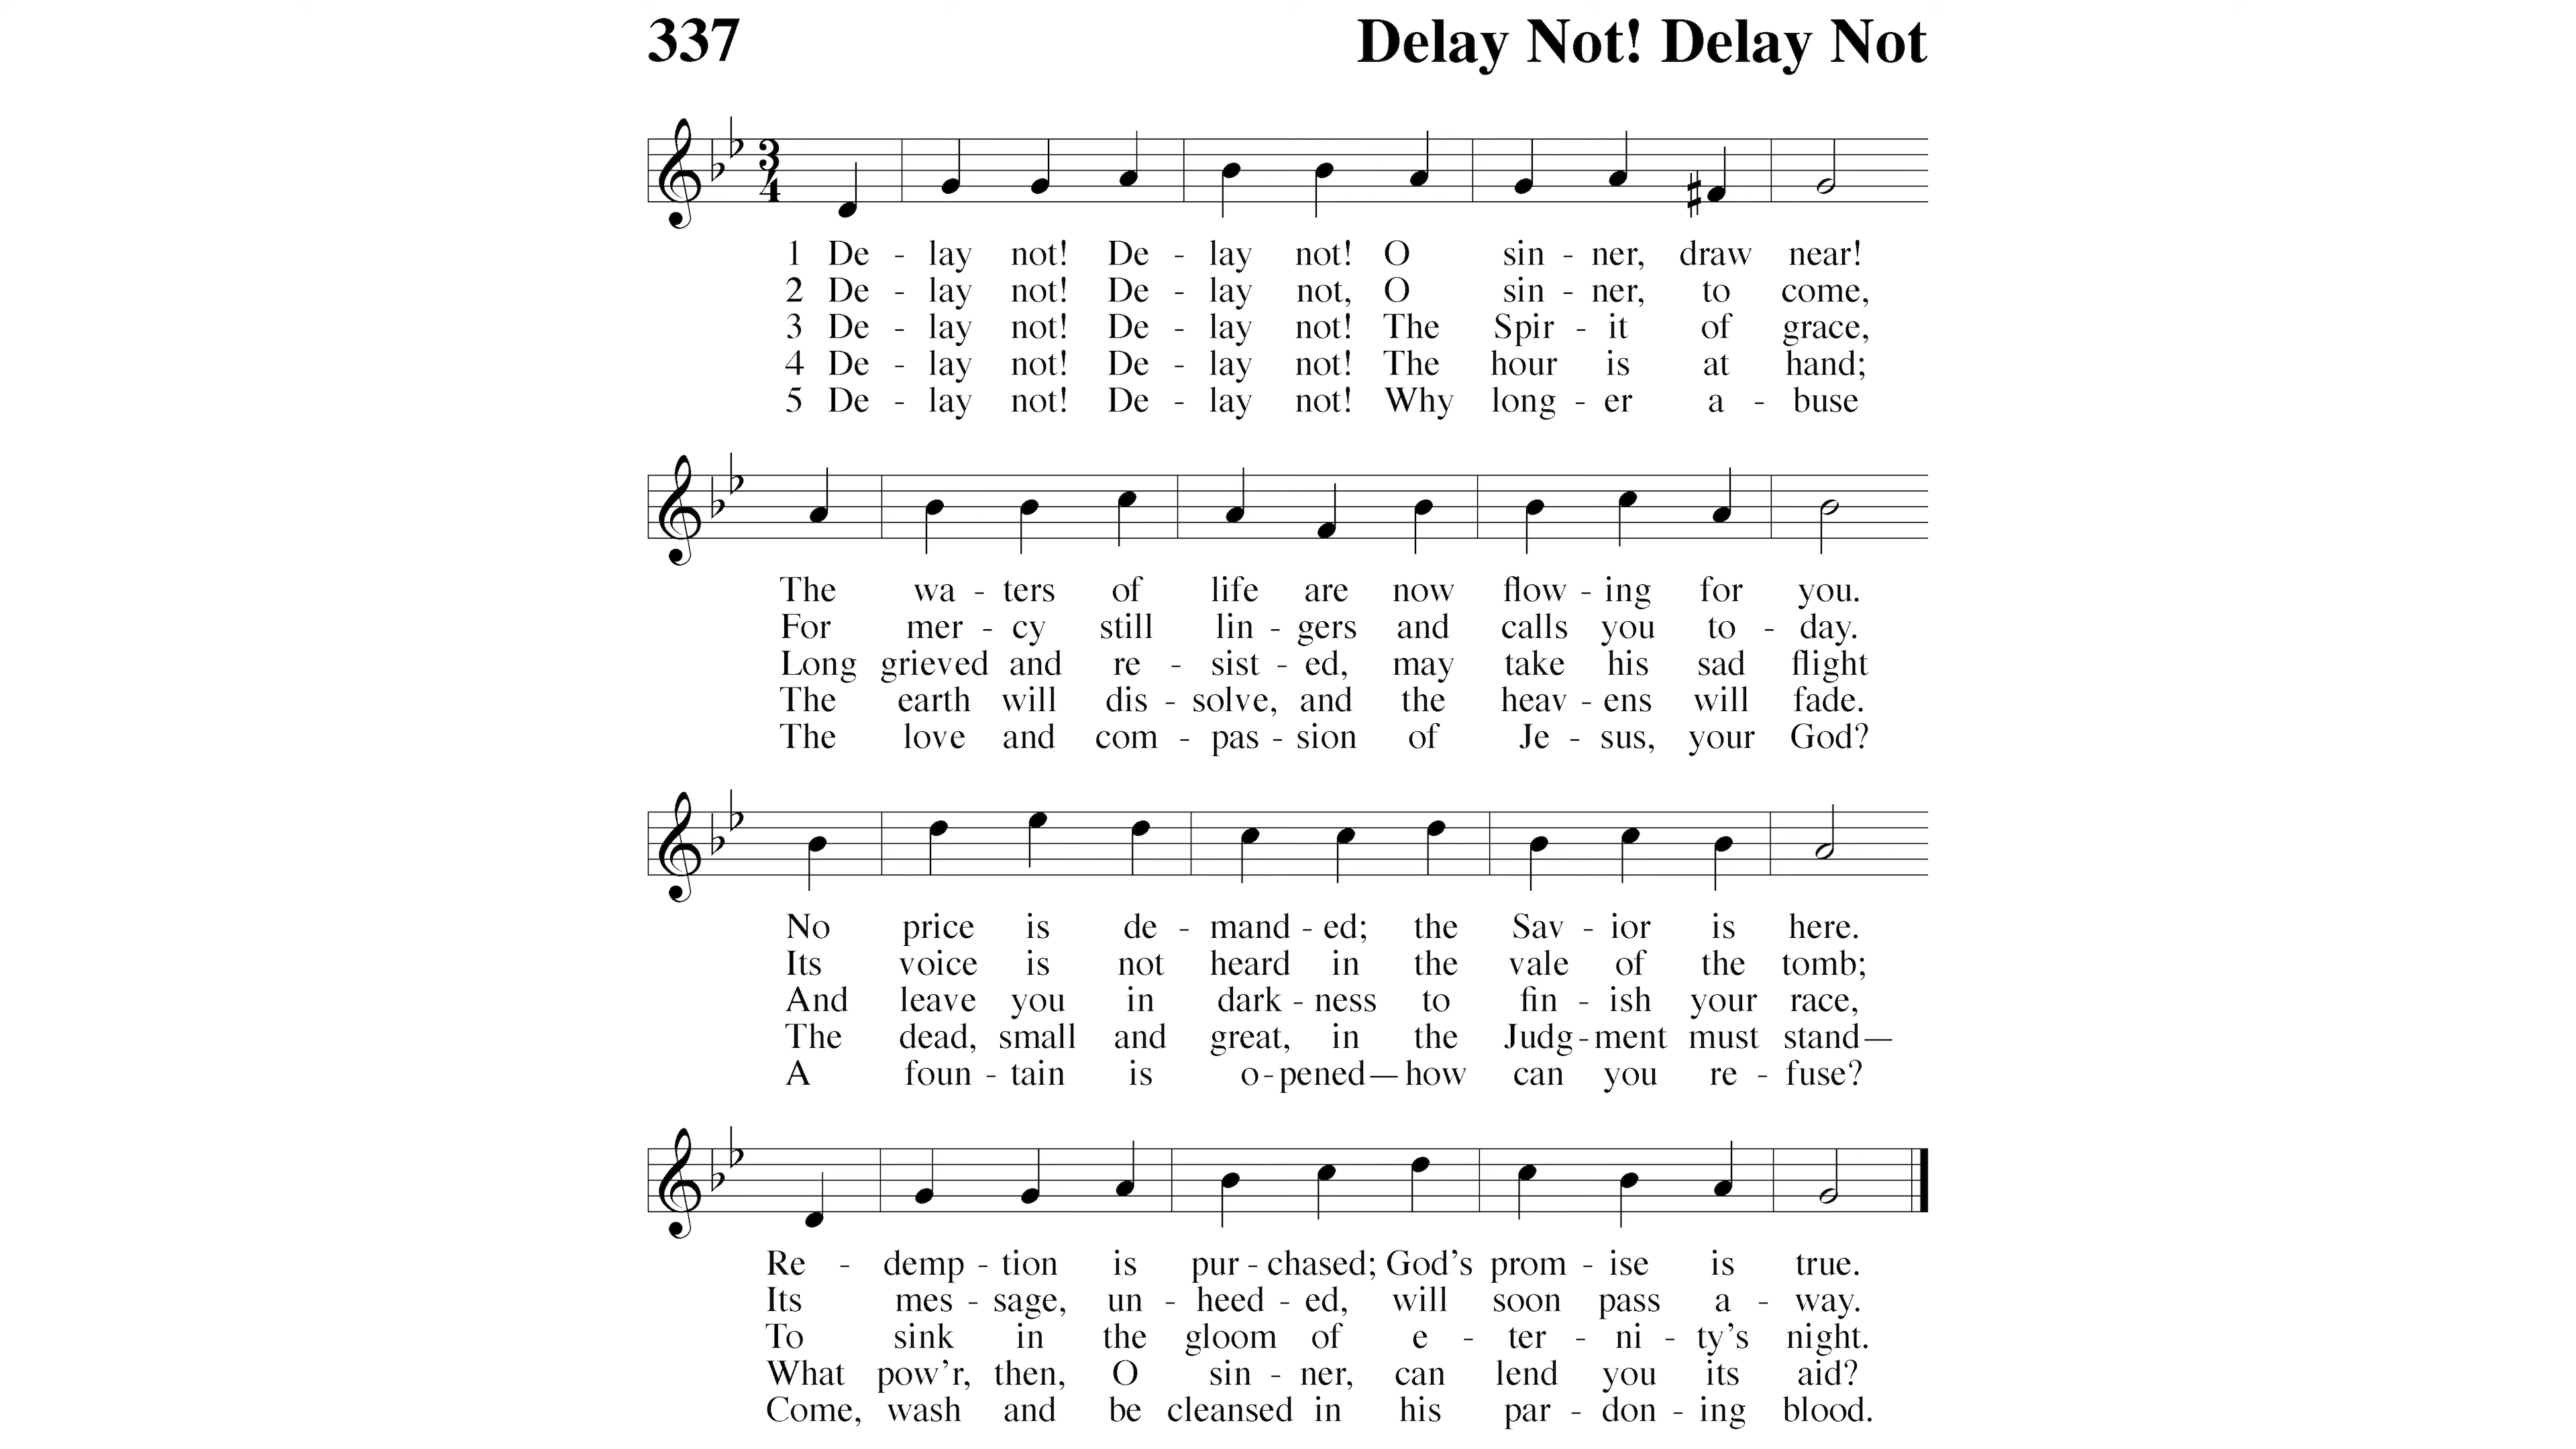 337 Delay Not! Delay Not
3
4
1 De - lay not! De - lay not! O sin - ner, draw near!
2 De - lay not! De - lay not, O sin - ner, to come,
3 De - lay not! De - lay not! The Spir - it of grace,
4 De - lay not! De - lay not! The hour is at hand;
5 De - lay not! De - lay not! Why long - er a - buse
The wa - ters of life are now flow - ing for you.
For mer - cy still lin - gers and calls you to - day.
Long grieved and re - sist - ed, may take his sad flight
The earth will dis - solve, and the heav - ens will fade.
The love and com - pas - sion of Je - sus, your God?
No price is de - mand - ed; the Sav - ior is here.
Its voice is not heard in the vale of the tomb;
And leave you in dark - ness to fin - ish your race,
The dead, small and great, in the Judg - ment must stand—
A foun - tain is o - pened — how can you re - fuse?
Re - demp - tion is pur - chased; God's prom - ise is true.
Its mes - sage, un - heed - ed, will soon pass a - way.
To sink in the gloom of e - ter - ni - ty's night.
What pow'r, then, O sin - ner, can lend you its aid?
Come, wash and be cleansed in his par - don - ing blood.